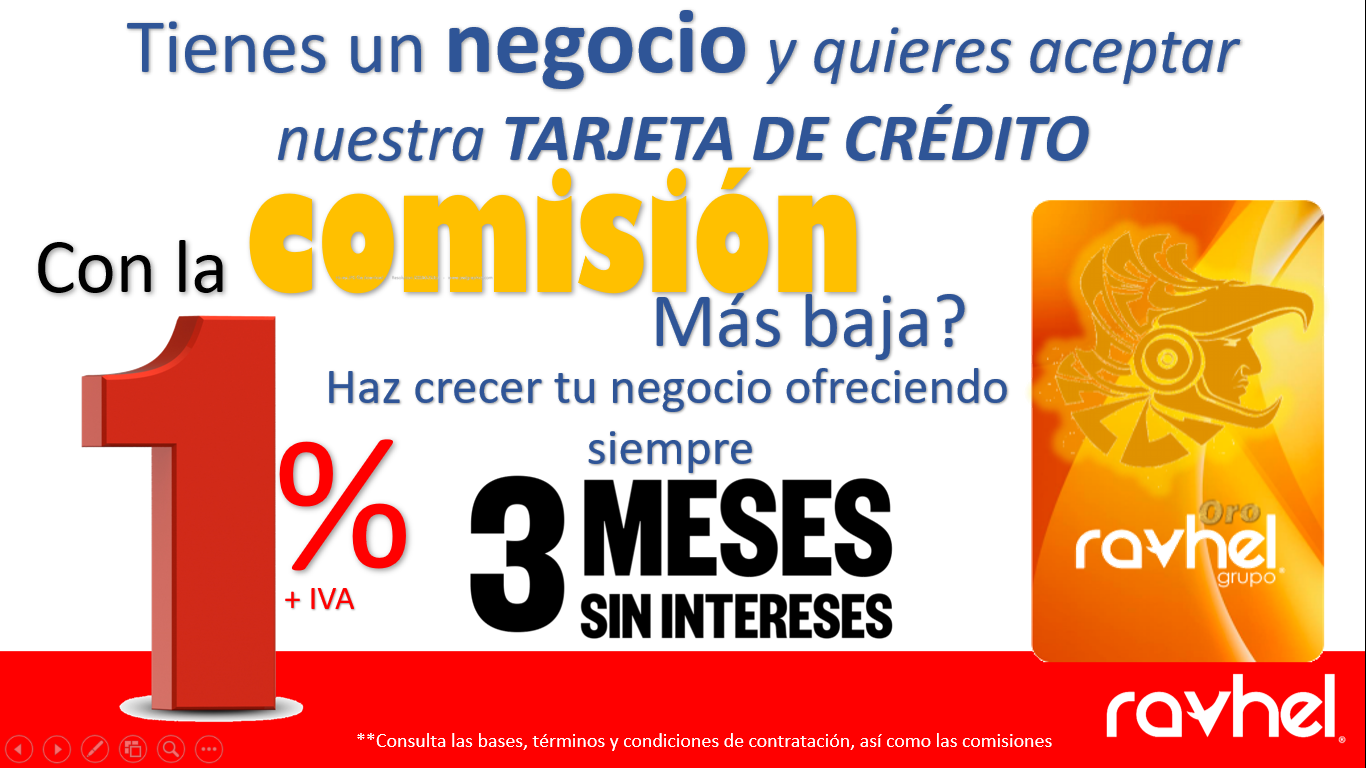 Tienes un negocio y quieres aceptar
nuestra TARJETA DE CRÉDITO
Con la comisión
Más baja?
1%
+ IVA
Haz crecer tu negocio ofreciendo
siempre
3 MESES
SIN INTERESES
Oro
ravhel
grupo
ravhel
**Consulta las bases, términos y condiciones de contratación, así como las comisiones